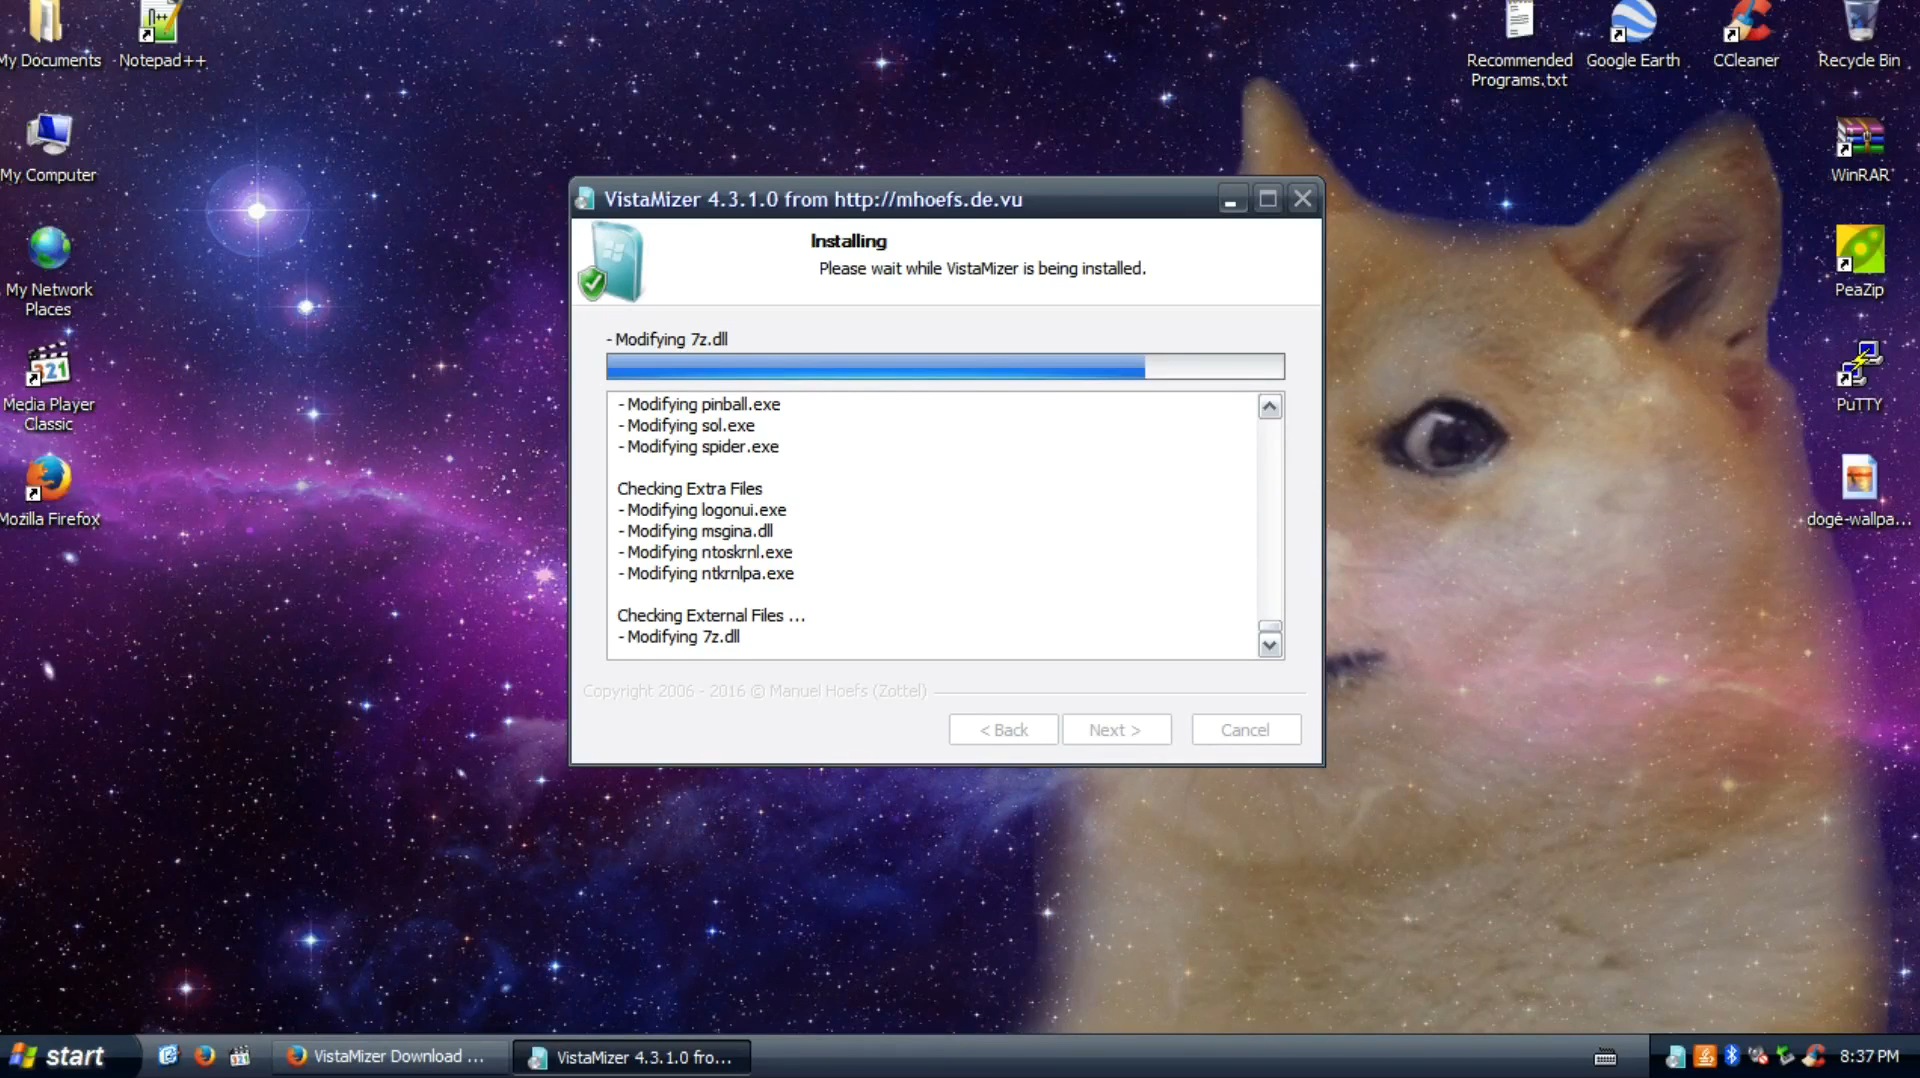 My Documents
Notepad++
Recommended
Programs.txt
Google Earth
CCleaner
Recycle Bin
My Computer
WinRAR
My Network
Places
PeaZip
321
Media Player
Classic
PuTTY
Mozilla Firefox
doge-wallpa...
VistaMizer 4.3.1.0 from http://mhoefs.de.vu
Installing
Please wait while VistaMizer is being installed.
- Modifying 7z.dll
- Modifying pinball.exe
- Modifying sol.exe
- Modifying spider.exe
Checking Extra Files
- Modifying logonui.exe
- Modifying msgina.dll
- Modifying ntoskrnl.exe
- Modifying ntkrnlpa.exe
Checking External Files ...
- Modifying 7z.dll
Copyright 2006 - 2016 © Manuel Hoefs (Zottel)
< Back
Next >
Cancel
start
321
VistaMizer Download ...
VistaMizer 4.3.1.0 fro...
8:37 PM